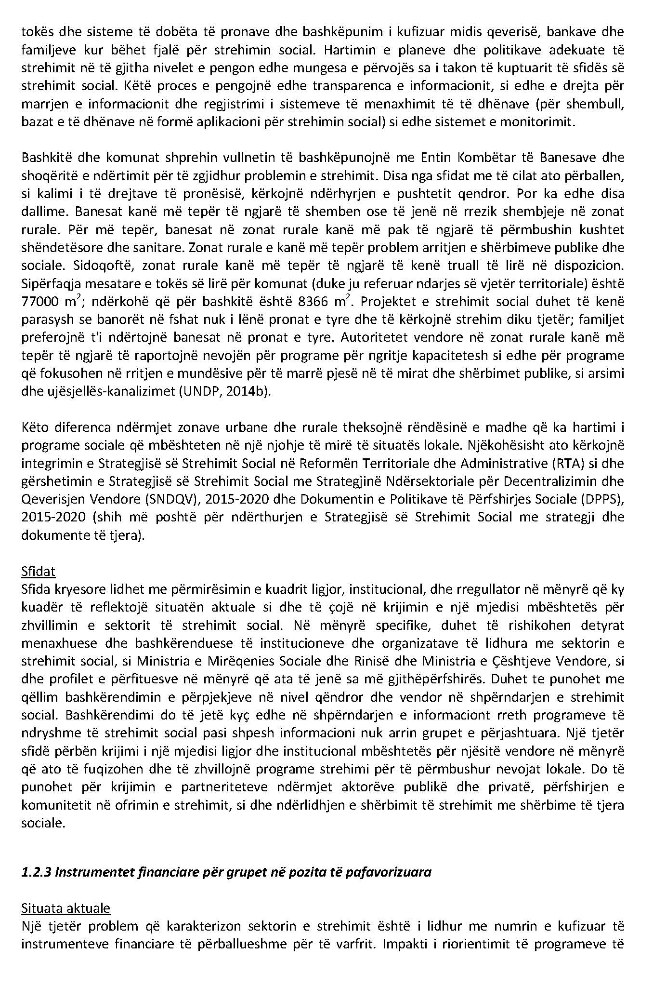 tokës dhe sisteme të dobëta të pronave dhe bashkëpunim i kufizuar midis qeverisë, bankave dhe
familjeve kur bëhet fjalë për strehimin social. Hartimin e planeve dhe politikave adekuate të
strehimit në të gjitha nivelet e pengon edhe mungesa e përvojës sa i takon të kuptuarit të sfidës së
strehimit social. Këtë proces e pengojnë edhe transparenca e informacionit, si edhe e drejta për
marrjen e informacionit dhe regjistrimi i sistemeve të menaxhimit të të dhënave (për shembull,
bazat e të dhënave në formë aplikacioni për strehimin social) si edhe sistemet e monitorimit.
Bashkitë dhe komunat shprehin vullnetin të bashkëpunojnë me Entin Kombëtar të Banesave dhe
shoqëritë e ndërtimit për të zgjidhur problemin e strehimit. Disa nga sfidat me të cilat ato përballen,
si kalimi i të drejtave të pronësisë, kërkojnë ndërhyrjen e pushtetit qendror. Por ka edhe disa
dallime. Banesat kanë më tepër të ngjarë të shemben ose të jenë në rrezik shembjeje në zonat
rurale. Për më tepër, banesat në zonat rurale kanë më pak të ngjarë të përmbushin kushtet
shëndetësore dhe sanitare. Zonat rurale e kanë më tepër problem arritjen e shërbimeve publike dhe
sociale. Sidoqoftë, zonat rurale kanë më tepër të ngjarë të kenë truall të lirë në dispozicion.
Sipërfaqja mesatare e tokës së lirë për komunat (duke ju referuar ndarjes së vjetër territoriale) është
77000 m²; ndërkohë që për bashkitë është 8366 m². Projektet e strehimit social duhet të kenë
parasysh se banorët në fshat nuk i lënë pronat e tyre dhe të kërkojnë strehim diku tjetër; familjet
preferojnë t'i ndërtojnë banesat në pronat e tyre. Autoritetet vendore në zonat rurale kanë më
tepër të ngjarë të raportojnë nevojën për programe për ngritje kapacitetesh si edhe për programe
që fokusohen në rritjen e mundësive për të marrë pjesë në të mirat dhe shërbimet publike, si arsimi
dhe ujësjellës-kanalizimet (UNDP, 2014b).
Këto diferenca ndërmjet zonave urbane dhe rurale theksojnë rëndësinë e madhe që ka hartimi i
programe sociale që mbështeten në një njohje të mirë të situatës lokale. Njëkohësisht ato kërkojnë
integrimin e Strategjisë së Strehimit Social në Reformën Territoriale dhe Administrative (RTA) si dhe
gërshetimin e Strategjisë së Strehimit Social me Strategjinë Ndërsektoriale për Decentralizimin dhe
Qeverisjen Vendore (SNDQV), 2015-2020 dhe Dokumentin e Politikave të Përfshirjes Sociale (DPPS),
2015-2020 (shih më poshtë për ndërthurjen e Strategjisë së Strehimit Social me strategji dhe
dokumente të tjera).
Sfidat
Sfida kryesore lidhet me përmirësimin e kuadrit ligjor, institucional, dhe rregullator në mënyrë që ky
kuadër të reflektojë situatën aktuale si dhe të çojë në krijimin e një mjedisi mbështetës për
zhvillimin e sektorit të strehimit social. Në mënyrë specifike, duhet të rishikohen detyrat
menaxhuese dhe bashkërenduese të institucioneve dhe organizatave të lidhura me sektorin e
strehimit social, si Ministria e Mirëqenies Sociale dhe Rinisë dhe Ministria e Çështjeve Vendore, si
dhe profilet e përfituesve në mënyrë që ata të jenë sa më gjithëpërfshirës. Duhet te punohet me
qëllim bashkërendimin e përpjekjeve në nivel qëndror dhe vendor në shpërndarjen e strehimit
social. Bashkërendimi do të jetë kyç edhe në shpërndarjen e informaciont rreth programeve të
ndryshme të strehimit social pasi shpesh informacioni nuk arrin grupet e përjashtuara. Një tjetër
sfidë përbën krijimi i një mjedisi ligjor dhe institucional mbështetës për njësitë vendore në mënyrë
që ato të fuqizohen dhe të zhvillojnë programe strehimi për të përmbushur nevojat lokale. Do të
punohet për krijimin e partneriteteve ndërmjet aktorëve publikë dhe privatë, përfshirjen e
komunitetit në ofrimin e strehimit, si dhe ndërlidhjen e shërbimit të strehimit me shërbime të tjera
sociale.
1.2.3 Instrumentet financiare për grupet në pozita të pafavorizuara
Situata aktuale
Një tjetër problem që karakterizon sektorin e strehimit është i lidhur me numrin e kufizuar të
instrumenteve financiare të përballueshme për të varfrit. Impakti i riorientimit të programeve të